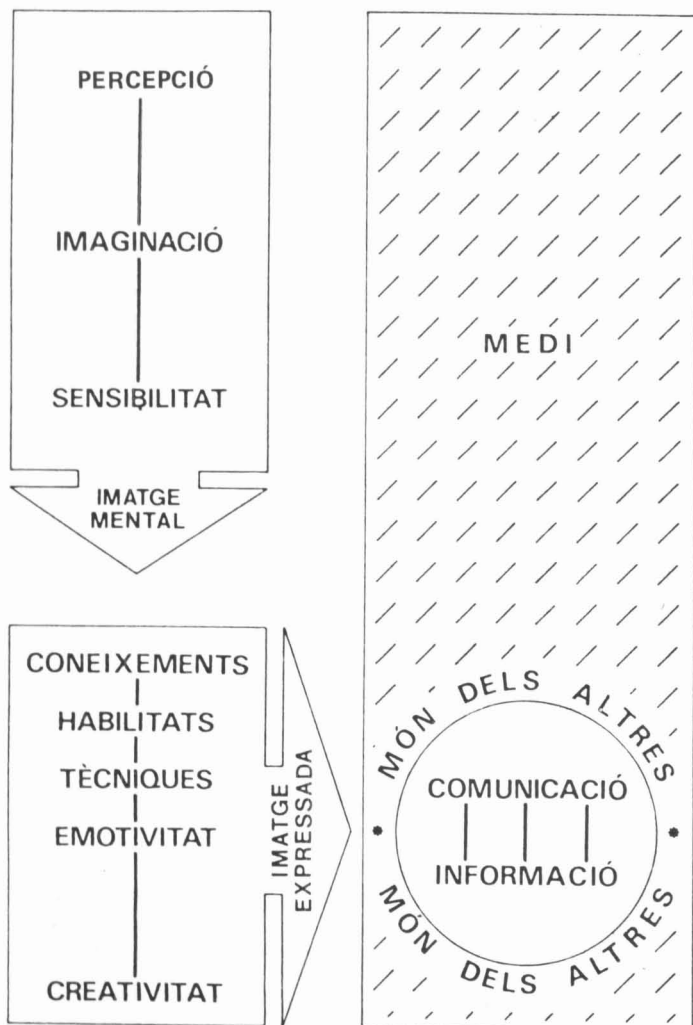 PERCEPCIÓ
IMAGINACIÓ
SENSIBILITAT
IMATGE
MENTAL
CONEIXEMENTS
HABILITATS
TÈCNIQUES
EMOTIVITAT
CREATIVITAT
IMATGE
EXPRESSADA
MEDI
MÓN DELS ALTRES
COMUNICACIÓ
INFORMACIÓ
MÓN DELS ALTRES